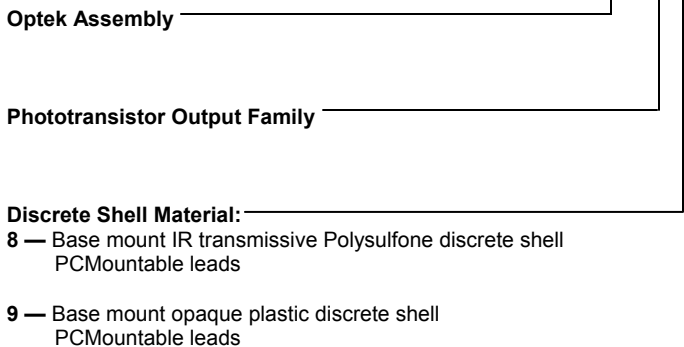 Optek Assembly
Phototransistor Output Family
Discrete Shell Material:
8 — Base mount IR transmissive Polysulfone discrete shell
PCMountable leads
9 — Base mount opaque plastic discrete shell
PCMountable leads